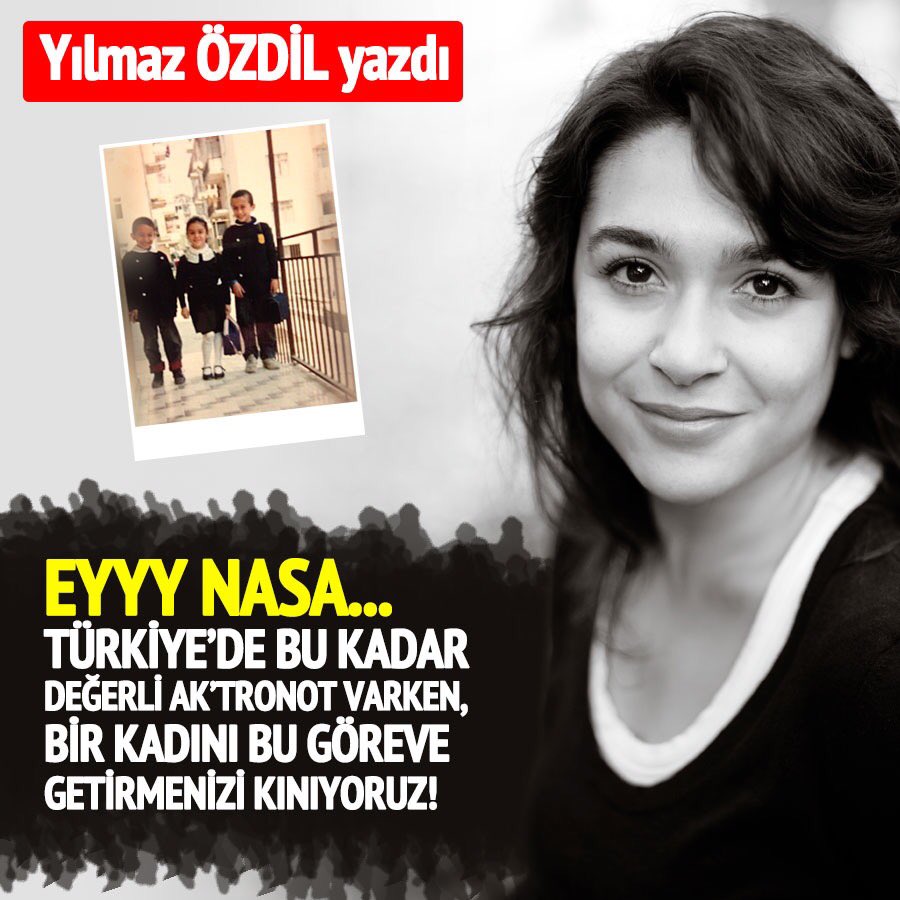 Yılmaz ÖZDİL yazdı
EYYY NASA...
TÜRKİYE'DE BU KADAR
DEĞERLİ AK'TRONOT VARKEN,
BİR KADINI BU GÖREVE
GETİRMENİZİ KINIYORUZ!